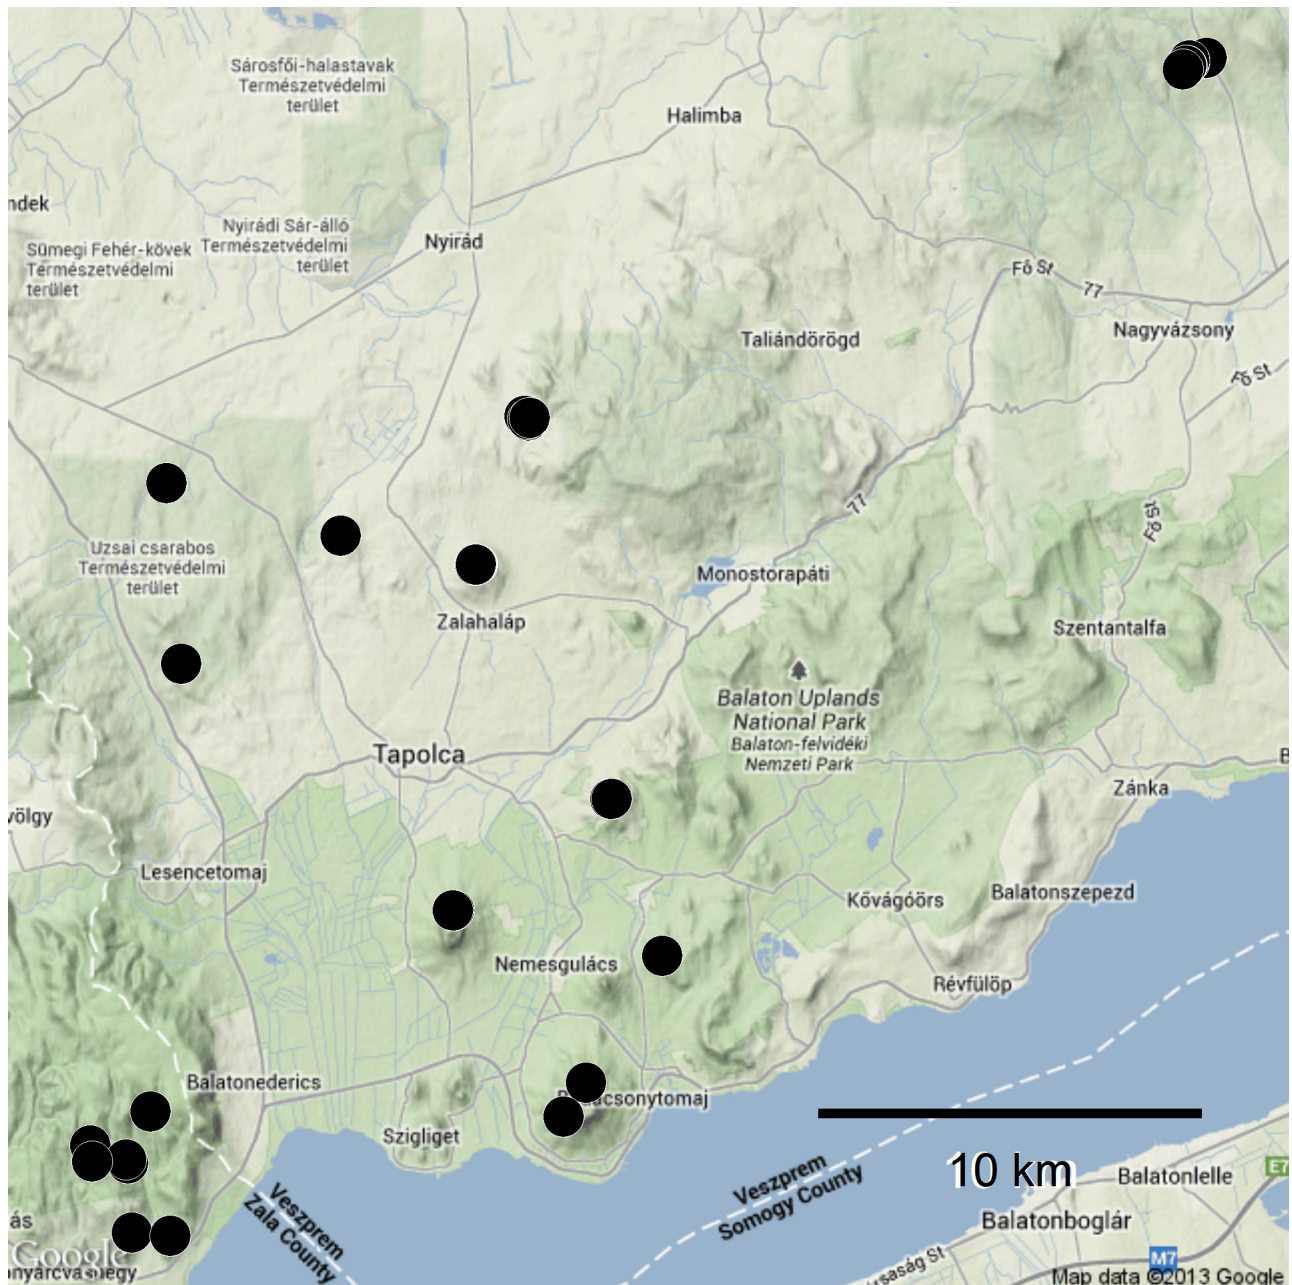 Sárosfői-halastavak
Természetvédelmi
terület
Halimba
ndek
Nyirádi Sár-álló
Természetvédelmi
terület
Nyirád
Sümegi Fehér-kövek
Természetvédelmi
terület
Fő St
77
Nagyvázsony
Taliándörögd
Fő St
77
Fő St
Uzsai csarabos
Természetvédelmi
terület
Monostorapáti
Zalahaláp
Szentantalfa
Balaton Uplands
National Park
Balaton-felvidéki
Nemzeti Park
Tapolca
B
Zánka
völgy
Lesencetomaj
Kővágóörs
Balatonszepezd
Nemesgulács
Révfülöp
Balatonederics
csonytomaj
Szigliget
10 km
Veszprem
Somogy County
Balatonlelle
E7
Balatonboglár
Veszprem
Zala County
ás
Google
M7
Map data ©2013 Google